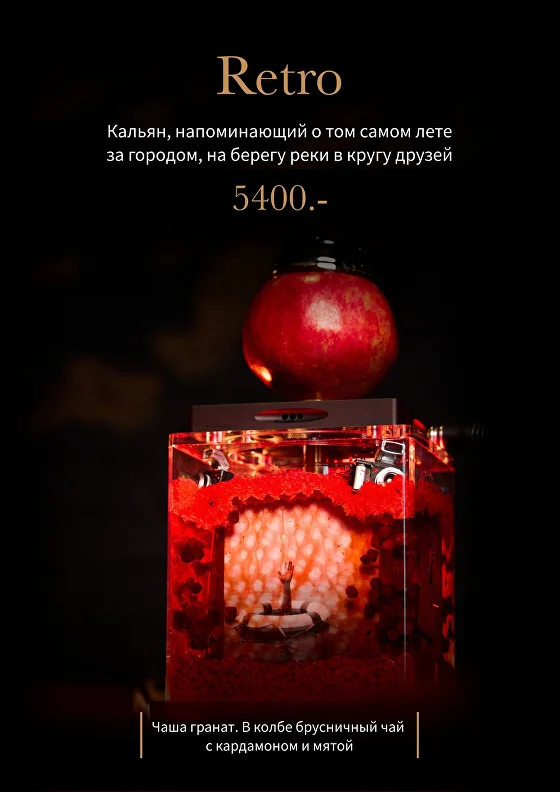 Retro
Кальян, напоминающий о том самом лете
за городом, на берегу реки в кругу друзей
5400.-
Чаша гранат. В колбе брусничный чай
с кардамоном и мятой